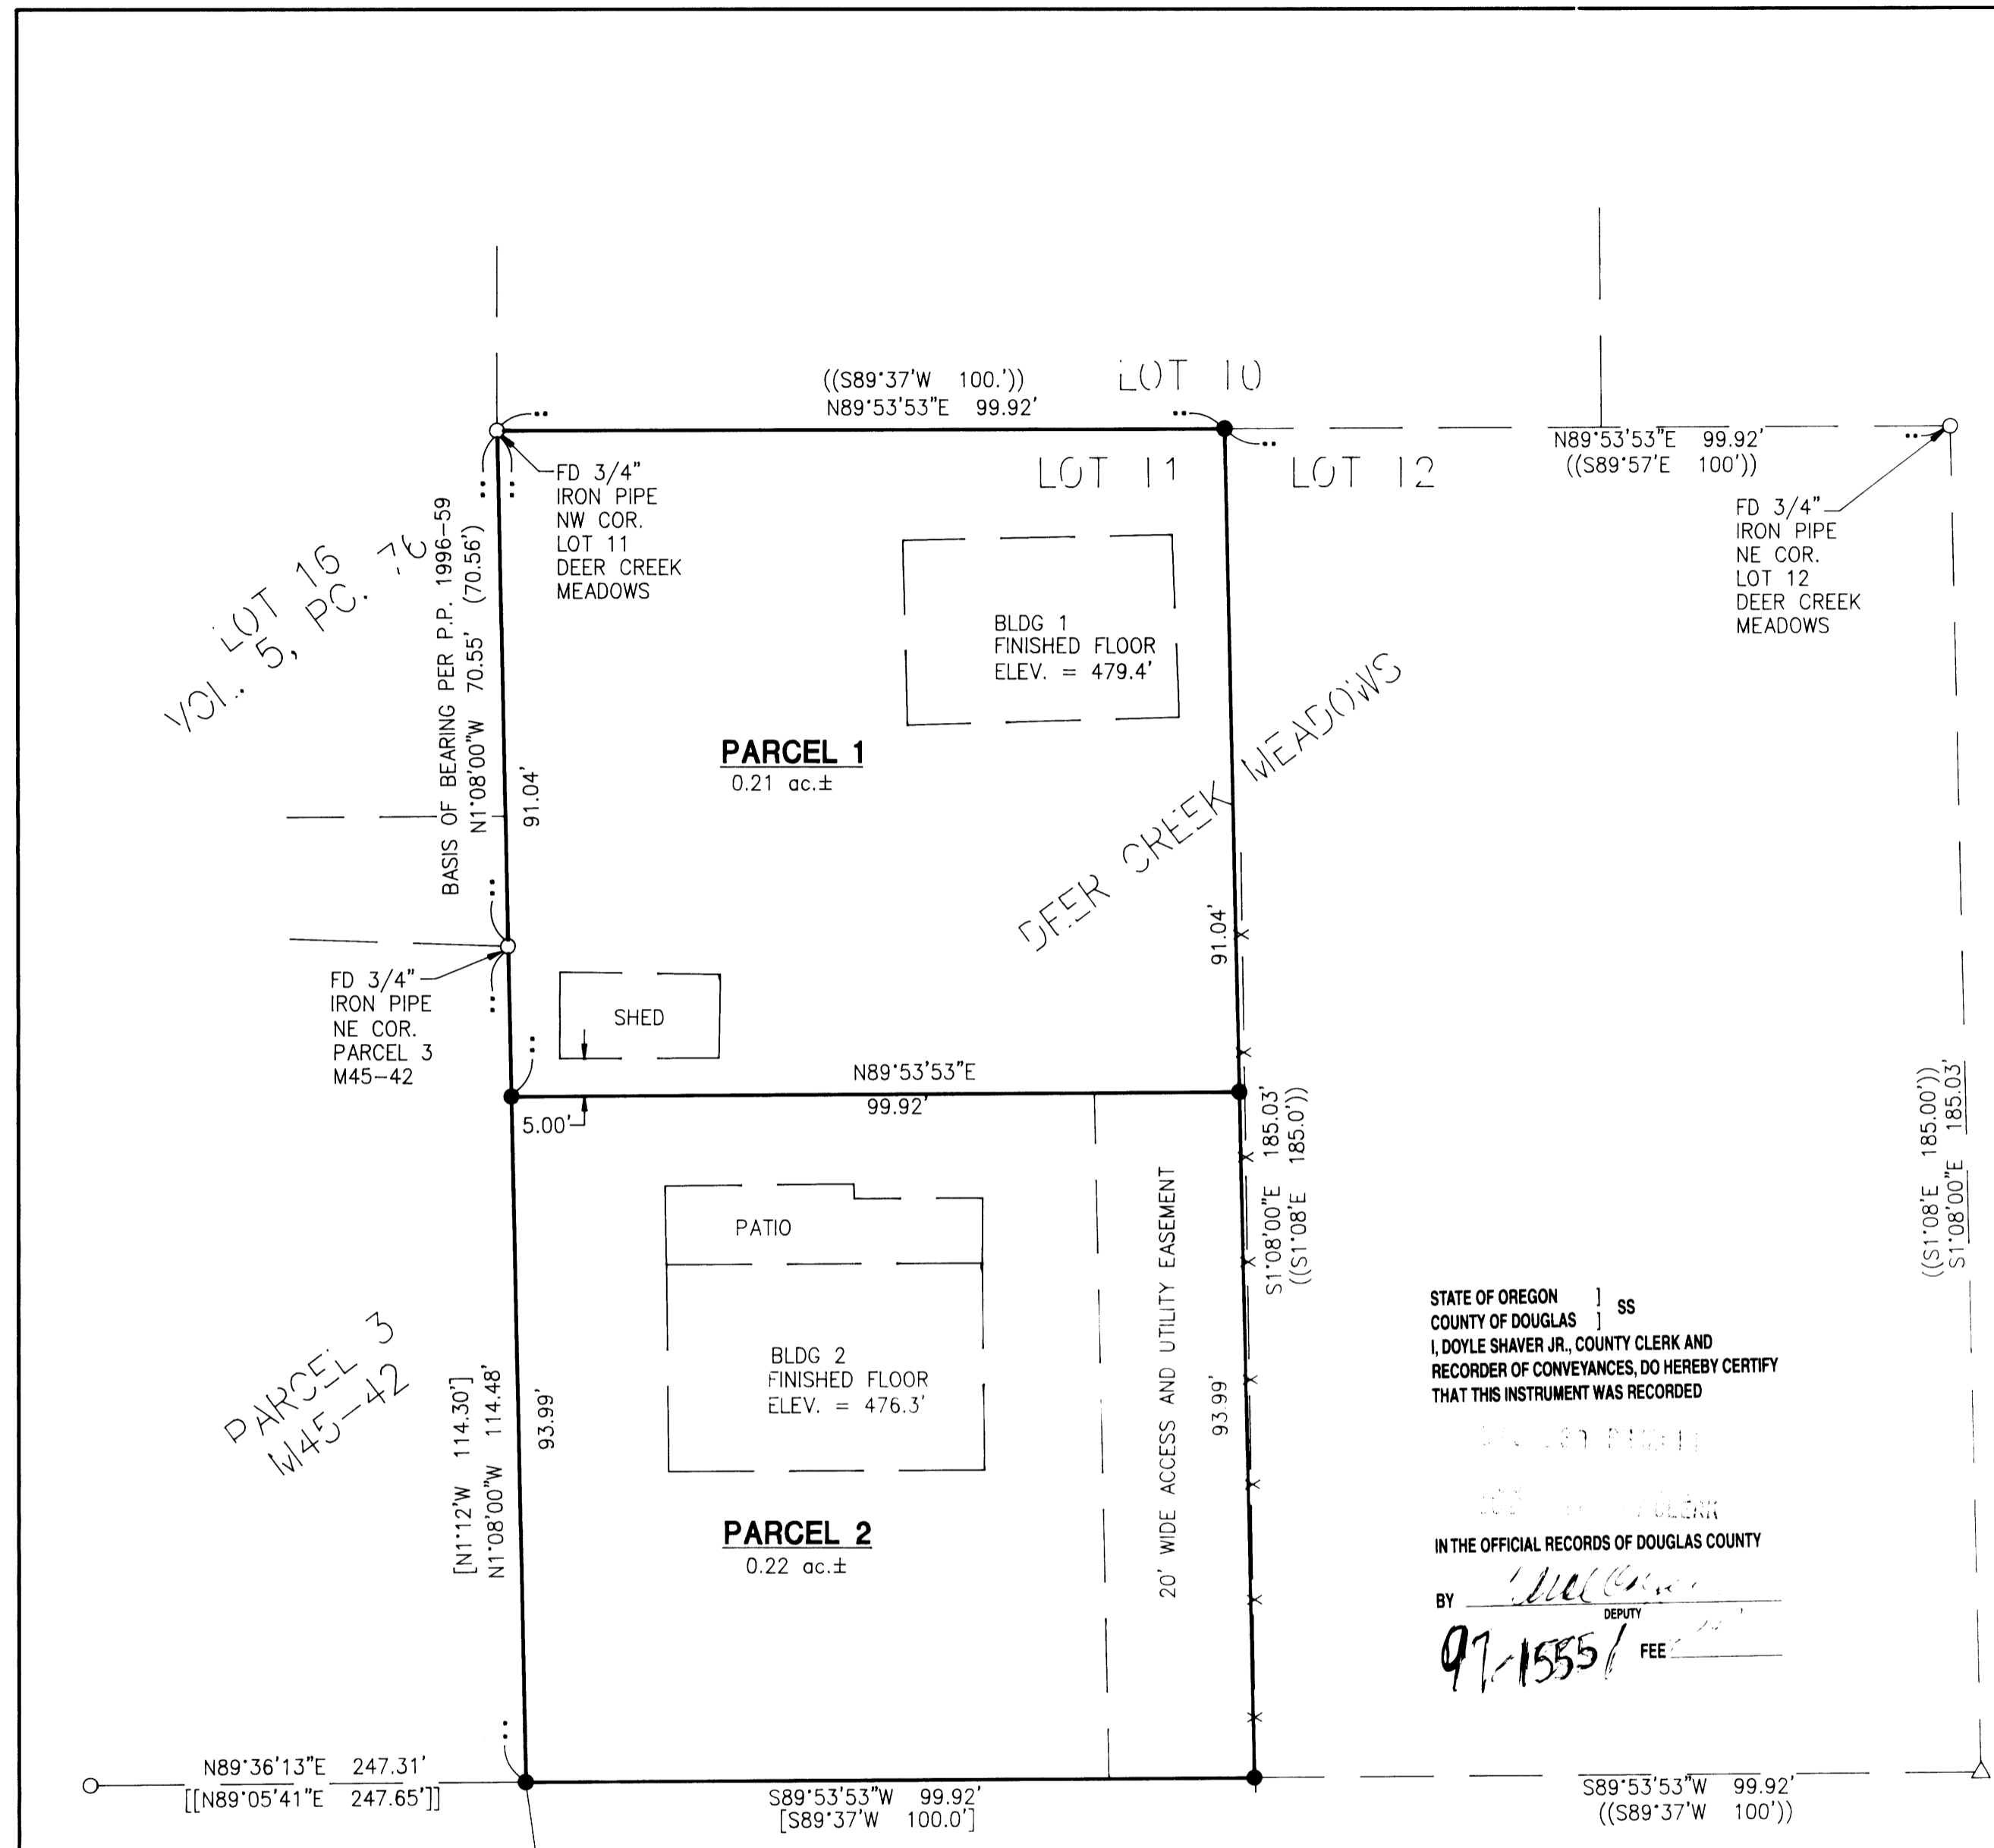 ((S89°37'W 100.'))
N89°53'53"E 99.92'
LOT 10
LOT 11
LOT 12
N89°53'53"E 99.92'
((S89°57'E 100'))
FD 3/4"
IRON PIPE
NW COR.
LOT 11
DEER CREEK
MEADOWS
FD 3/4"
IRON PIPE
NE COR.
LOT 12
DEER CREEK
MEADOWS
LOT 16
VOL. 5, PG. 76
BASIS OF BEARING PER P.P. 1996-59
N1°08'00"W 70.55' (70.56')
91.04'
BLDG 1
FINISHED FLOOR
ELEV. = 479.4'
PARCEL 1
0.21 ac.±
DEER CREEK MEADOWS
91.04'
FD 3/4"
IRON PIPE
NE COR.
PARCEL 3
M45-42
SHED
N89°53'53"E
99.92'
5.00'
S1°08'00"E 185.03'
((S1°08'E 185.0'))
((S1°08'E 185.00'))
S1°08'00"E 185.03'
PATIO
20' WIDE ACCESS AND UTILITY EASEMENT
BLDG 2
FINISHED FLOOR
ELEV. = 476.3'
PARCEL 3
M45-42
[N1°12'W 114.30']
N1°08'00"W 114.48'
93.99'
93.99'
PARCEL 2
0.22 ac.±
STATE OF OREGON ] SS
COUNTY OF DOUGLAS ]
I, DOYLE SHAVER JR., COUNTY CLERK AND
RECORDER OF CONVEYANCES, DO HEREBY CERTIFY
THAT THIS INSTRUMENT WAS RECORDED
CLERK
IN THE OFFICIAL RECORDS OF DOUGLAS COUNTY
BY
DEPUTY
97-15551 FEE
N89°36'13"E 247.31'
[[N89°05'41"E 247.65']]
S89°53'53"W 99.92'
[S89°37'W 100.0']
S89°53'53"W 99.92'
((S89°37'W 100'))